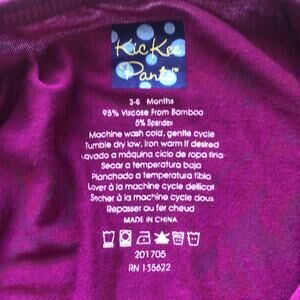 KicKee
Pants™
3-6 Months
95% Viscose From Bamboo
5% Spandex
Machine wash cold, gentle cycle
Tumble dry low, iron warm if desired
Lavado a máquina ciclo de ropa fina
Secar a temperatura baja
Planchado a temperatura tibia
Laver à la machine cycle délicat
Sécher à la machine cycle doux
Repasser au fer chaud
MADE IN CHINA
201705
RN 135622